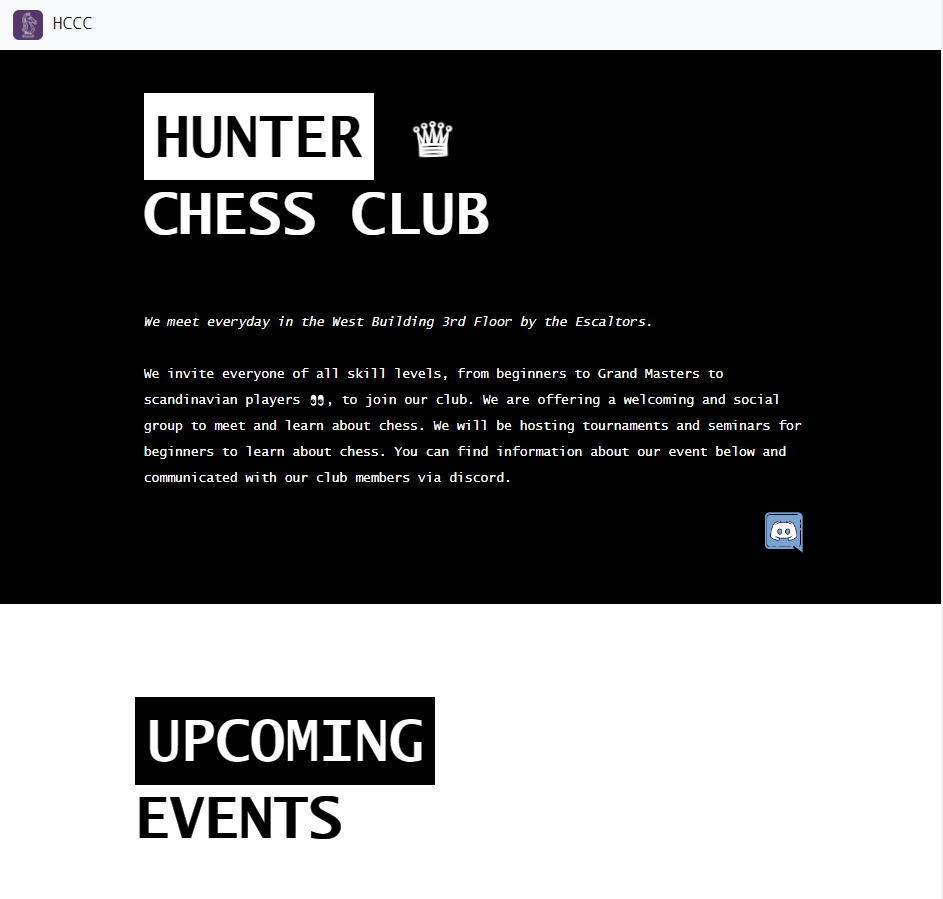 HCCC
HUNTER ♛
CHESS CLUB
We meet everyday in the West Building 3rd Floor by the Escaltors.
We invite everyone of all skill levels, from beginners to Grand Masters to
scandinavian players 👀, to join our club. We are offering a welcoming and social
group to meet and learn about chess. We will be hosting tournaments and seminars for
beginners to learn about chess. You can find information about our event below and
communicated with our club members via discord.
UPCOMING
EVENTS